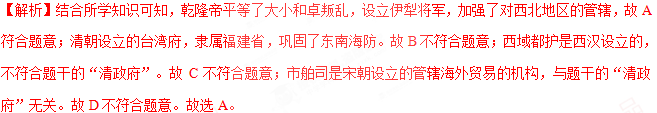 【解析】结合所学知识可知，乾隆帝平等了大小和卓叛乱，设立伊犁将军，加强了对西北地区的管辖，故 A
符合题意；清朝设立的台湾府，隶属福建省，巩固了东南海防。故 B 不符合题意；西域都护是西汉设立的，
不符合题干的“清政府”。故 C 不符合题意；市舶司是宋朝设立的管辖海外贸易的机构，与题干的“清政
府”无关。故 D 不符合题意。故选 A。